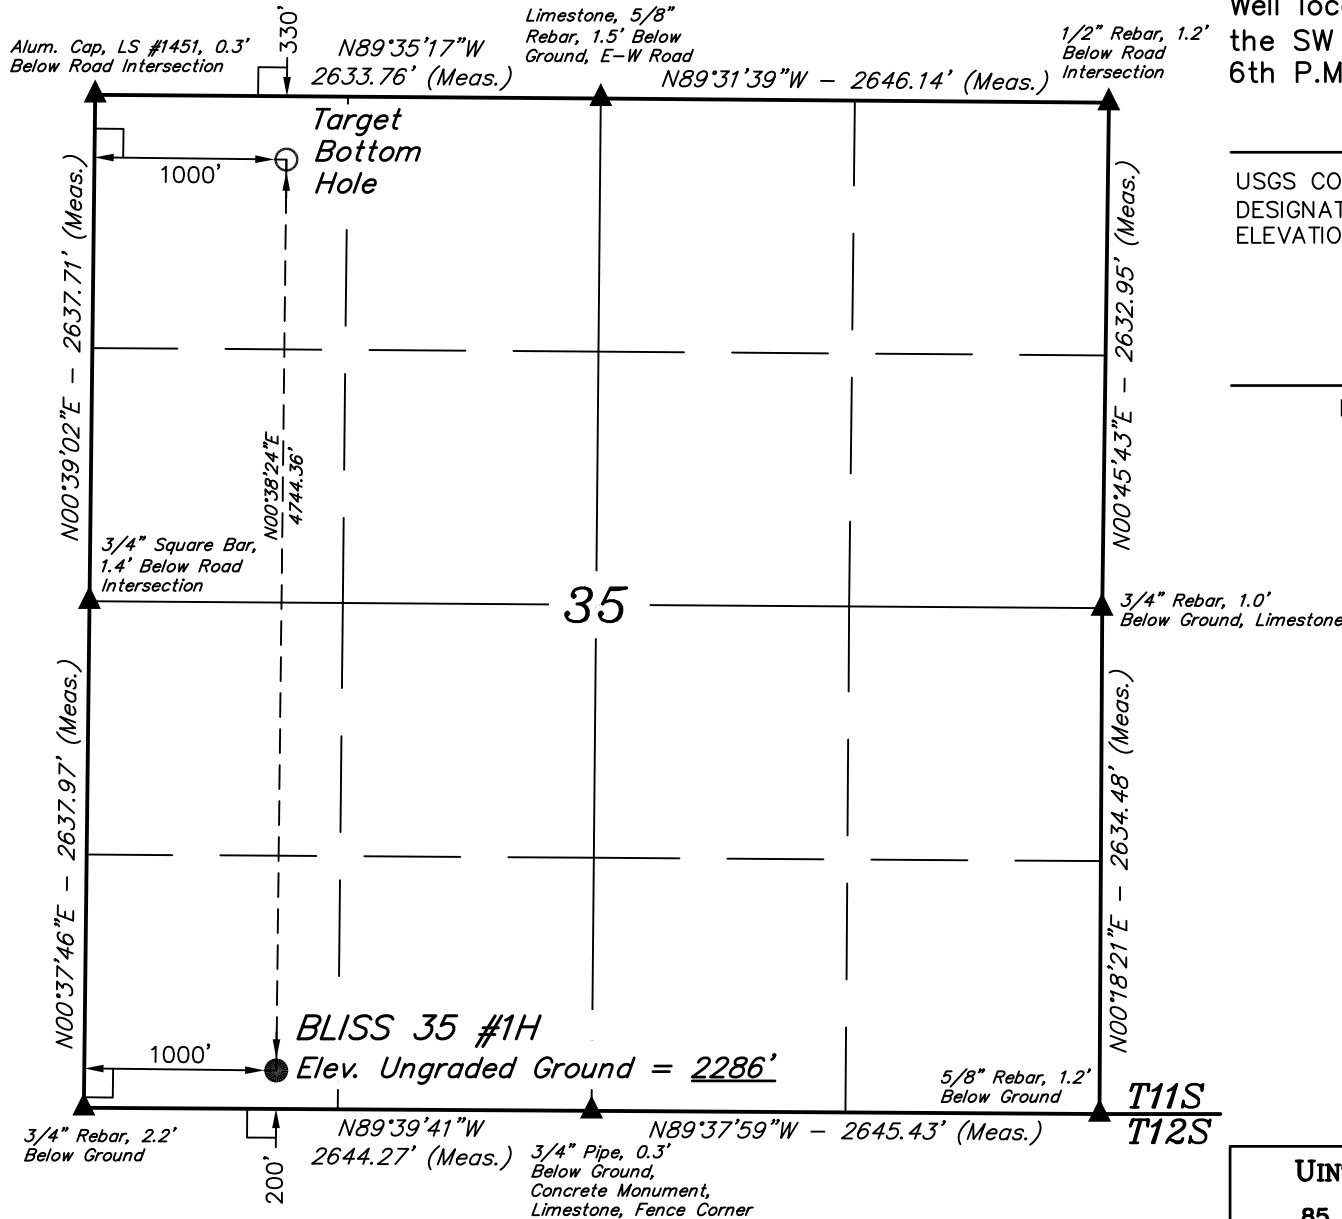 Alum. Cap, LS #1451, 0.3'
Below Road Intersection
330'
N89°35'17"W
2633.76' (Meas.)
Limestone, 5/8"
Rebar, 1.5' Below
Ground, E-W Road
N89°31'39"W - 2646.14' (Meas.)
1/2" Rebar, 1.2'
Below Road
Intersection
the SW
6th P.M
Target
Bottom
Hole
1000'
USGS
N00°39'02"E - 2637.71' (Meas.)
N00°38'24"E
4744.36'
N00°45'43"E - 2632.95' (Meas.)
3/4" Square Bar,
1.4' Below Road
Intersection
35
3/4" Rebar, 1.0'
Below Ground, Limestone
N00°37'46"E - 2637.97' (Meas.)
N00°18'21"E - 2634.48' (Meas.)
BLISS 35 #1H
1000'
Elev. Ungraded Ground = 2286'
5/8" Rebar, 1.2'
Below Ground
T11S
T12S
3/4" Rebar, 2.2'
Below Ground
200'
N89°39'41"W
2644.27' (Meas.)
3/4" Pipe, 0.3'
Below Ground,
Concrete Monument,
Limestone, Fence Corner
N89°37'59"W - 2645.43' (Meas.)
85